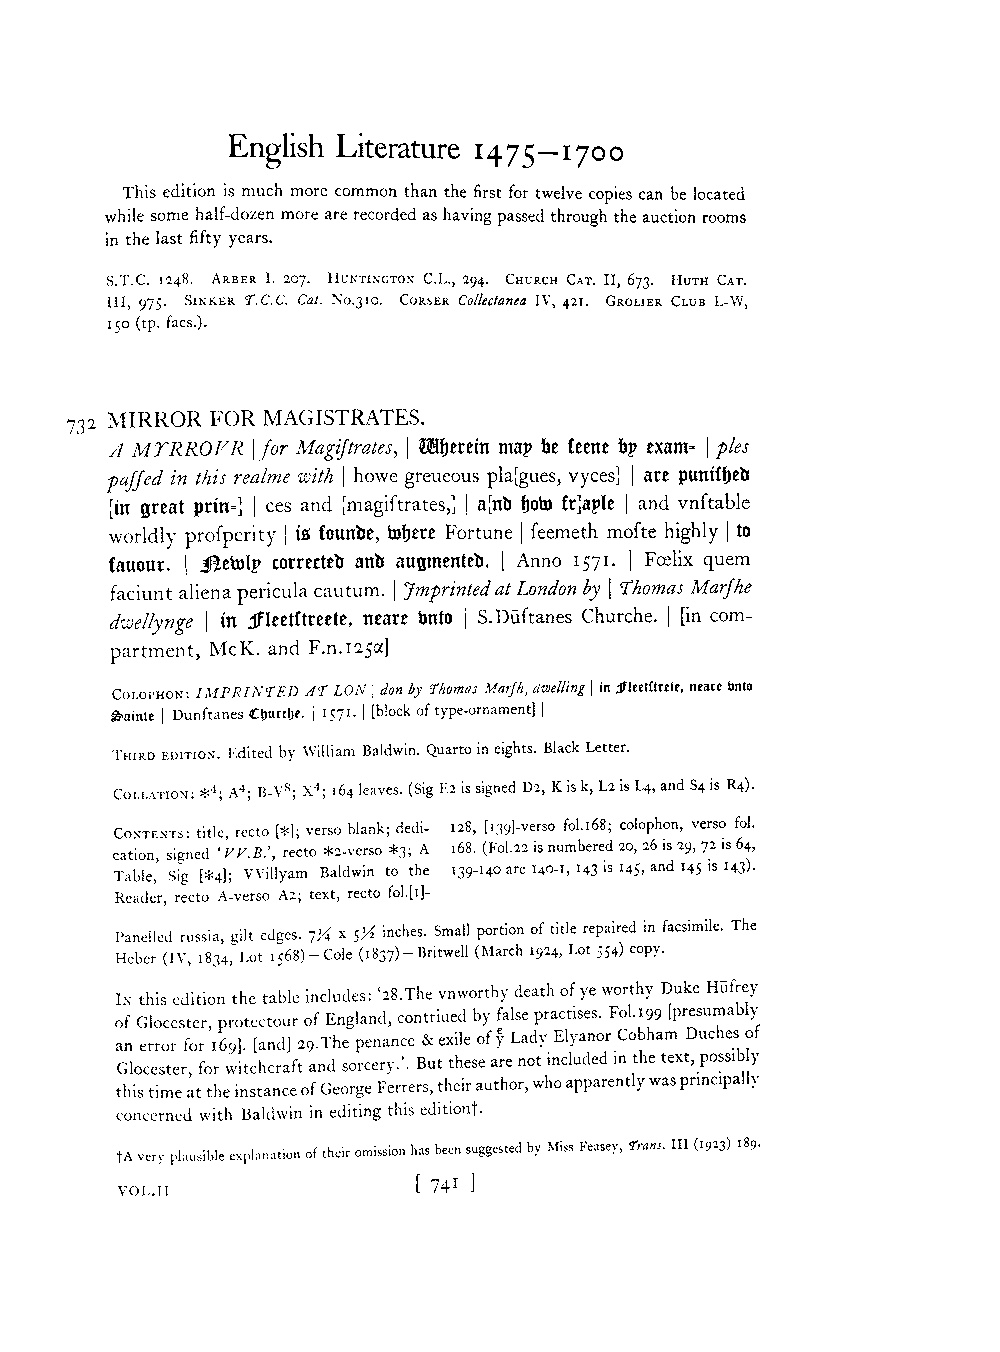 English Literature 1475–1700
This edition is much more common than the first for twelve copies can be located
while some half-dozen more are recorded as having passed through the auction rooms
in the last fifty years.
S.T.C. 1248. Arber I. 207. Huntington C.L., 294. Church Cat. II, 673. Huth Cat.
III, 975. Sinker T.C.C. Cat. No.310. Corser Collectanea IV, 421. Grolier Club L-W,
150 (tp. facs.).
732 MIRROR FOR MAGISTRATES.
A MYRROVR | for Magiſtrates, | Wherein may be ſeene by exam= | ples
paſſed in this realme with | howe greueous pla[gues, vyces] | are puniſhed
[in great prin=] | ces and [magiſtrates,] | a[nd how fr]ayle | and vnſtable
worldly proſperity | is founde, where Fortune | ſeemeth moſte highly | to
fauour. | Newly corrected and augmented. | Anno 1571. | Fœlix quem
faciunt aliena pericula cautum. | Imprinted at London by | Thomas Marſhe
dwellynge | in Fleetſtreete, neare vnto | S.Dūſtanes Churche. | [in com-
partment, McK. and F.n.125α]
Colophon: IMPRINTED AT LON | don by Thomas Marſh, dwelling | in Fleetſtrete, neare vnto
Sainte | Dunſtanes Churche. | 1571. | [block of type-ornament] |
Third edition. Edited by William Baldwin. Quarto in eights. Black Letter.
Collation: *⁴; A⁴; B-V⁸; X⁴; 164 leaves. (Sig E2 is signed D2, K is k, L2 is L4, and S4 is R4).
Contents: title, recto [*]; verso blank; dedi-
cation, signed 'VV.B.', recto *2-verso *3; A
Table, Sig [*4]; VVillyam Baldwin to the
Reader, recto A-verso A2; text, recto fol.[1]-
128, [139]-verso fol.168; colophon, verso fol.
168. (Fol.22 is numbered 20, 26 is 29, 72 is 64,
139-140 are 140-1, 143 is 145, and 145 is 143).
Panelled russia, gilt edges. 7¼ x 5½ inches. Small portion of title repaired in facsimile. The
Heber (IV, 1834, Lot 1568)—Cole (1837)—Britwell (March 1924, Lot 554) copy.
In this edition the table includes: '28.The vnworthy death of ye worthy Duke Hūfrey
of Glocester, protectour of England, contriued by false practises. Fol.199 [presumably
an error for 169]. [and] 29.The penance & exile of yͤ Lady Elyanor Cobham Duches of
Glocester, for witchcraft and sorcery.'. But these are not included in the text, possibly
this time at the instance of George Ferrers, their author, who apparently was principally
concerned with Baldwin in editing this edition†.
†A very plausible explanation of their omission has been suggested by Miss Feasey, Trans. III (1923) 189.
VOL.II
[ 741 ]